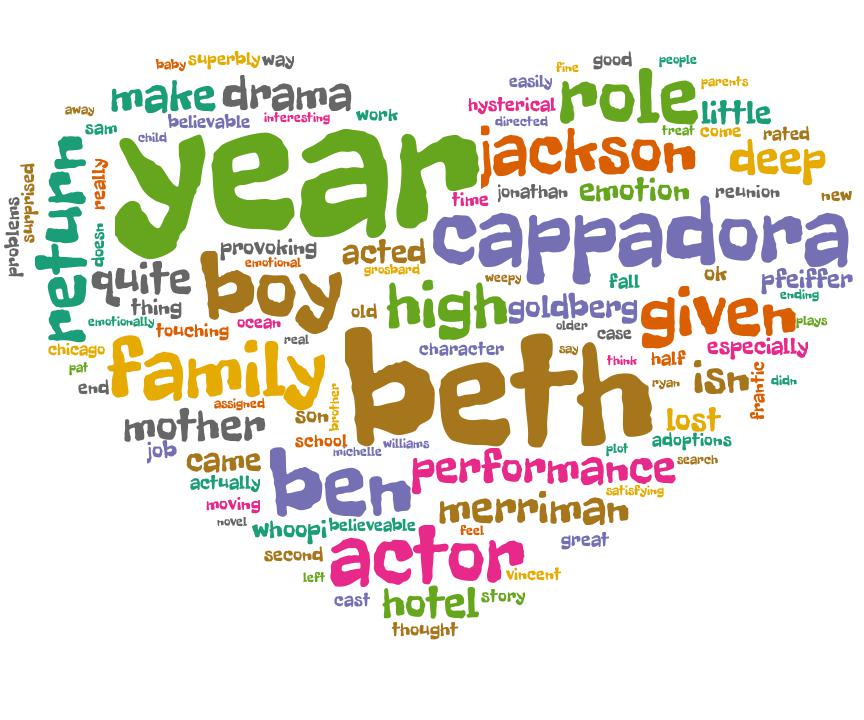 baby superbly way
good people
fine
easily
parents
make drama
hysterical role little
away
believable interesting work
directed
sam
child
treat come rated
year
jackson
deep
return
really
surprised
problems
time jonathan emotion reunion new
cappadora
doesn
provoking acted
emotional grosbard
quite boy
weepy fall ok pfeiffer
ending
thing
old high goldberg given plays
emotionally touching ocean
older case
real
chicago
family
character say especially
think half
pat
beth
ryan isn frantic didn
end
assigned
brother
mother son
lost
school
job
michelle williams
plot adoptions
came
performance search
actually
ben
satisfying
moving
merriman
novel
whoopi believeable
feel
great
second
actor
left
vincent
cast hotel story
thought